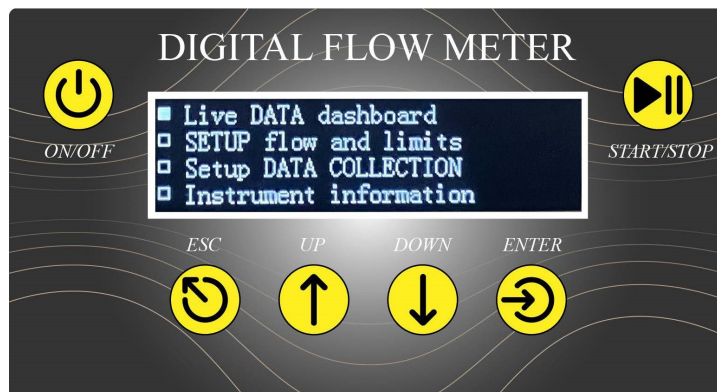 DIGITAL FLOW METER
ON/OFF
Live DATA dashboard
SETUP flow and limits
Setup DATA COLLECTION
Instrument information
START/STOP
ESC UP DOWN ENTER